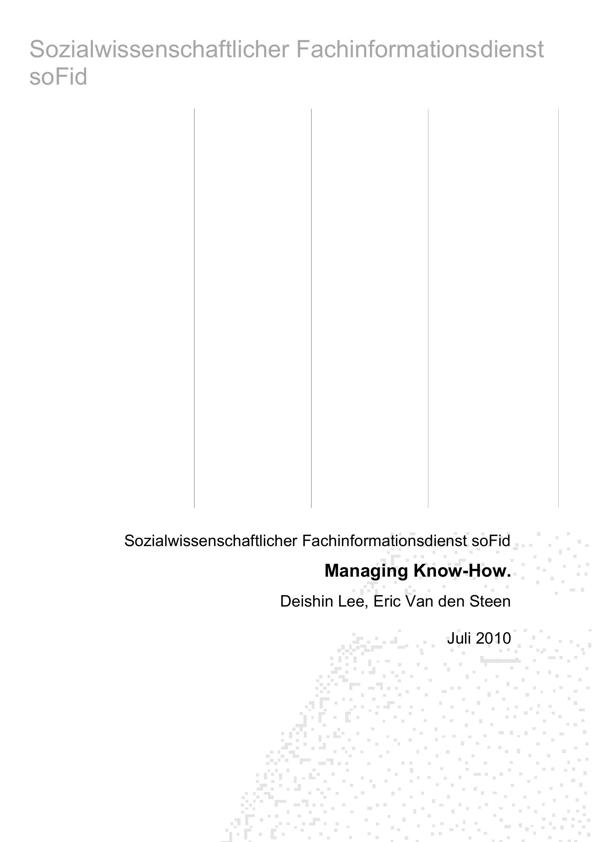 Sozialwissenschaftlicher Fachinformationsdienst
soFid
Sozialwissenschaftlicher Fachinformationsdienst soFid
Managing Know-How.
Deishin Lee, Eric Van den Steen
Juli 2010